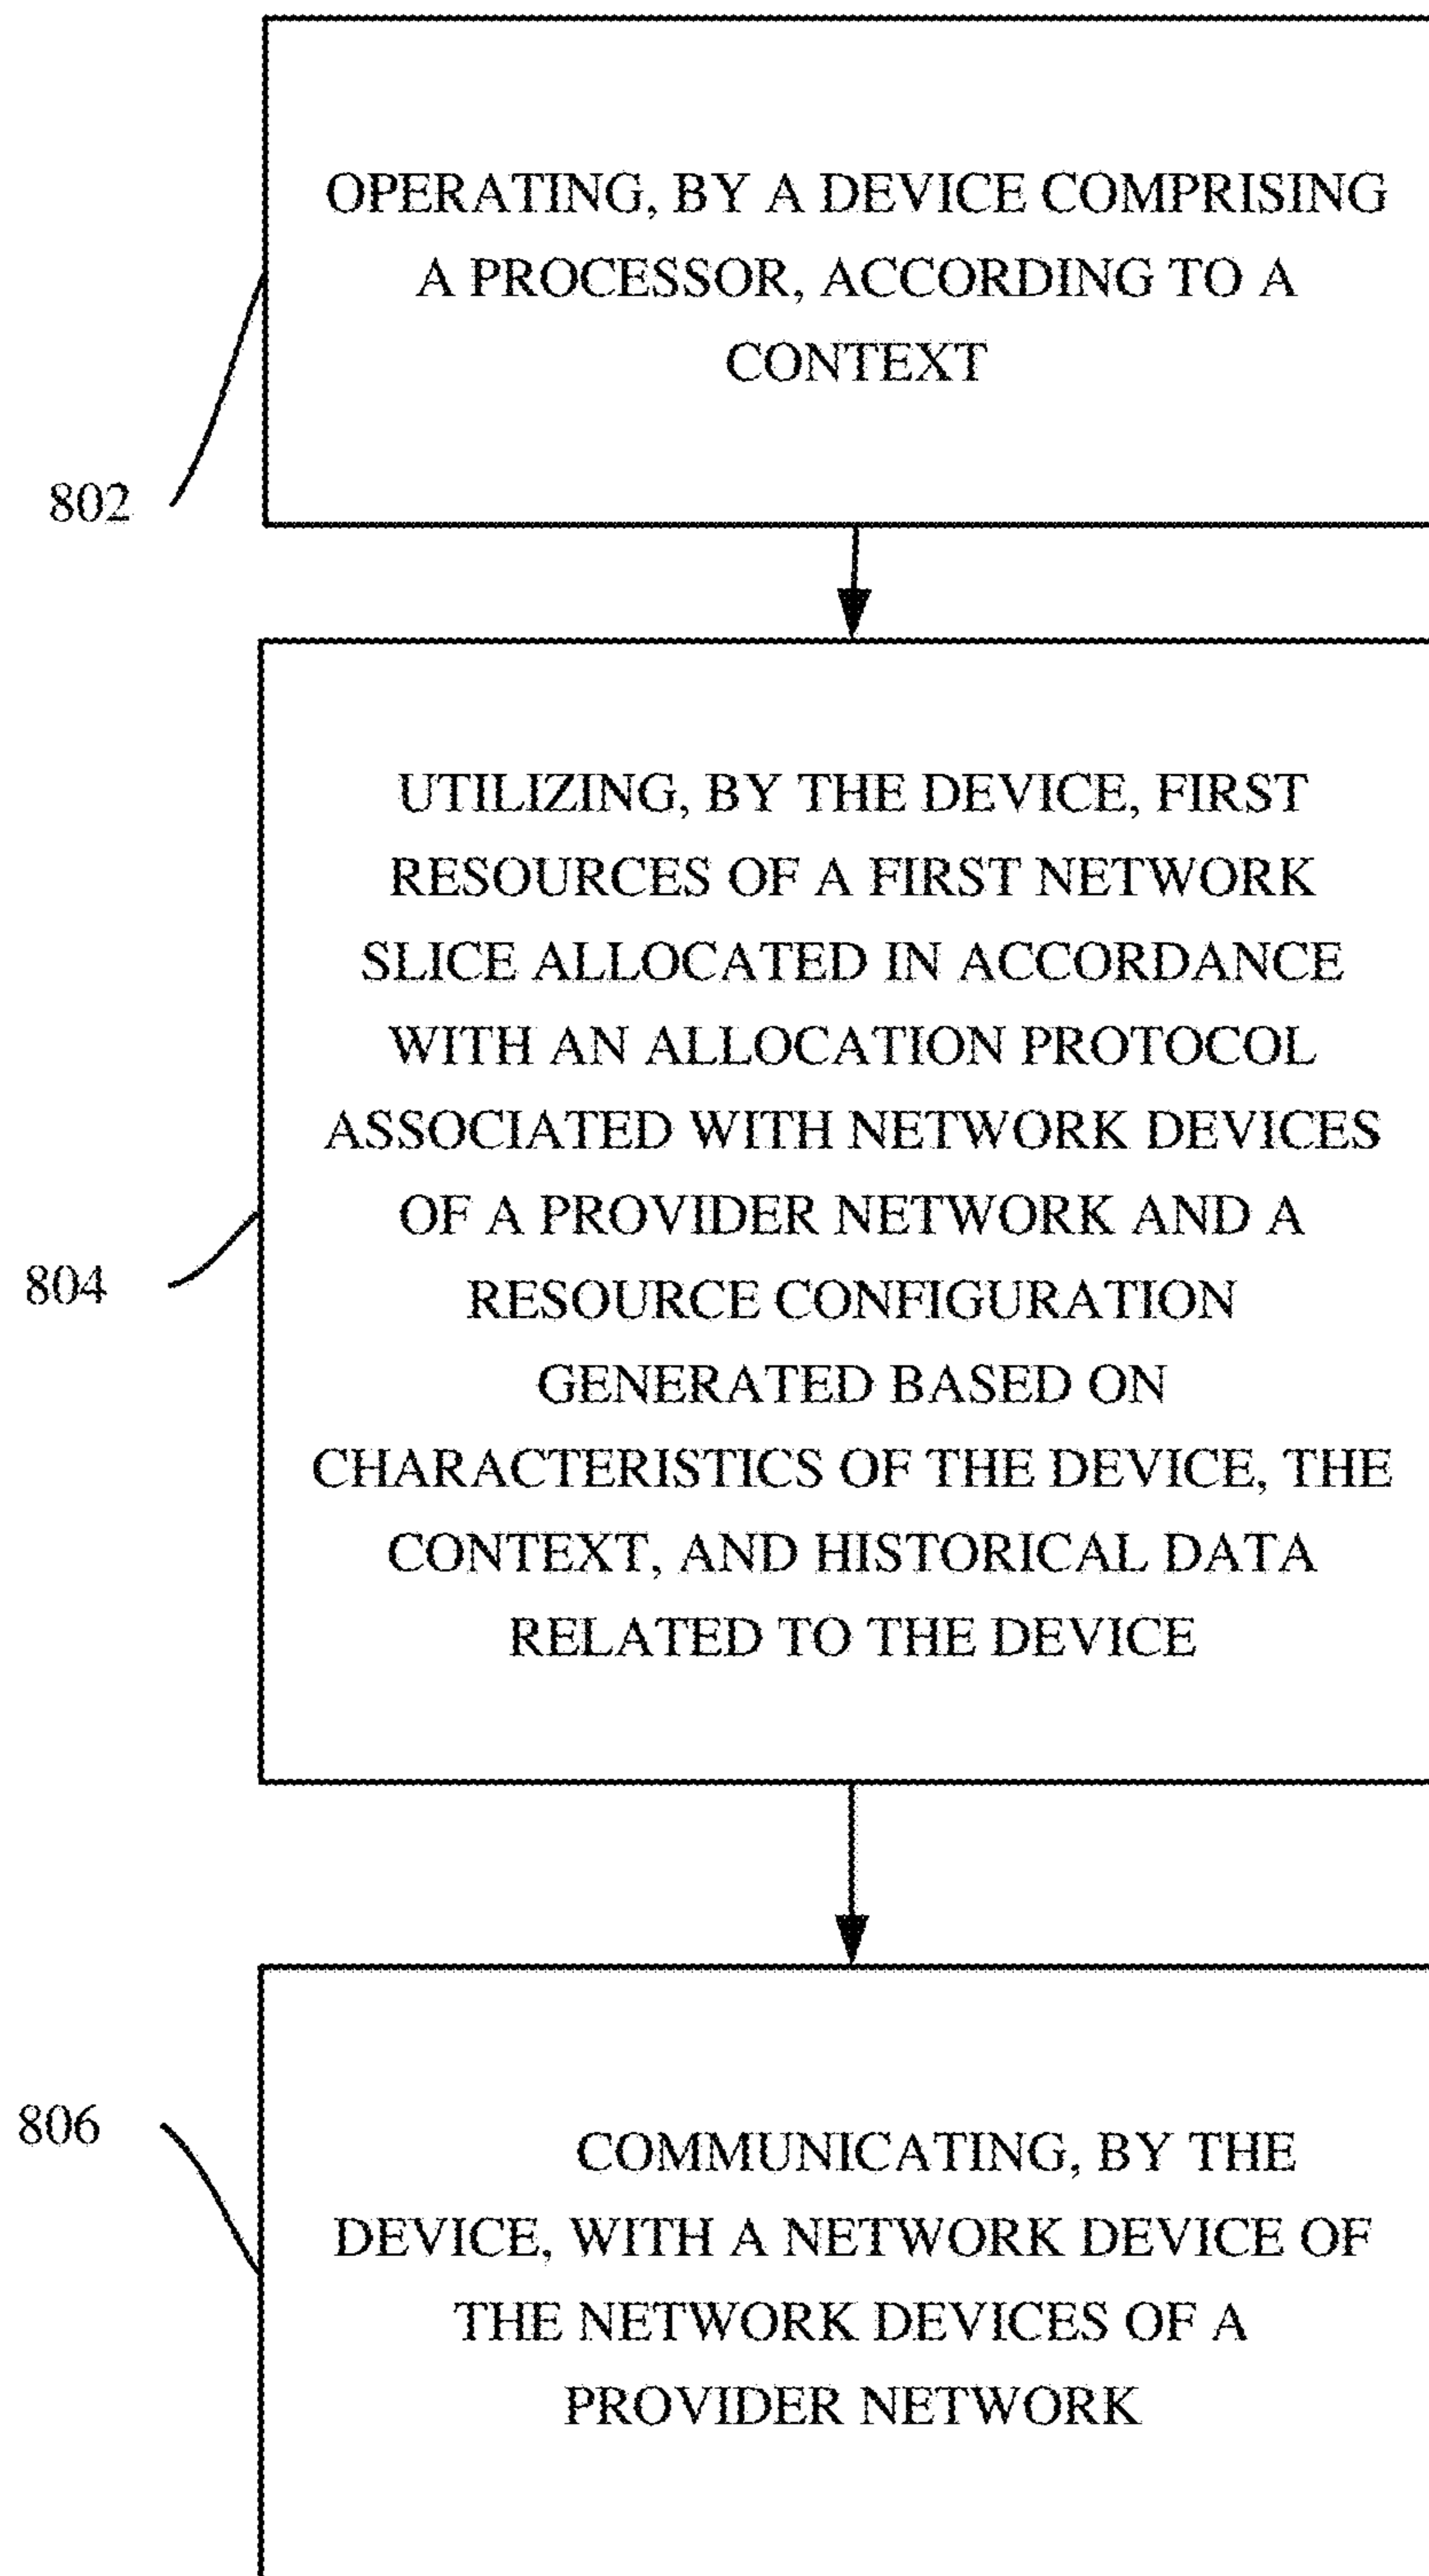 OPERATING, BY A DEVICE COMPRISING
A PROCESSOR, ACCORDING TO A
CONTEXT
802
UTILIZING, BY THE DEVICE, FIRST
RESOURCES OF A FIRST NETWORK
SLICE ALLOCATED IN ACCORDANCE
WITH AN ALLOCATION PROTOCOL
ASSOCIATED WITH NETWORK DEVICES
OF A PROVIDER NETWORK AND A
RESOURCE CONFIGURATION
GENERATED BASED ON
CHARACTERISTICS OF THE DEVICE, THE
CONTEXT, AND HISTORICAL DATA
RELATED TO THE DEVICE
804
COMMUNICATING, BY THE
DEVICE, WITH A NETWORK DEVICE OF
THE NETWORK DEVICES OF A
PROVIDER NETWORK
806